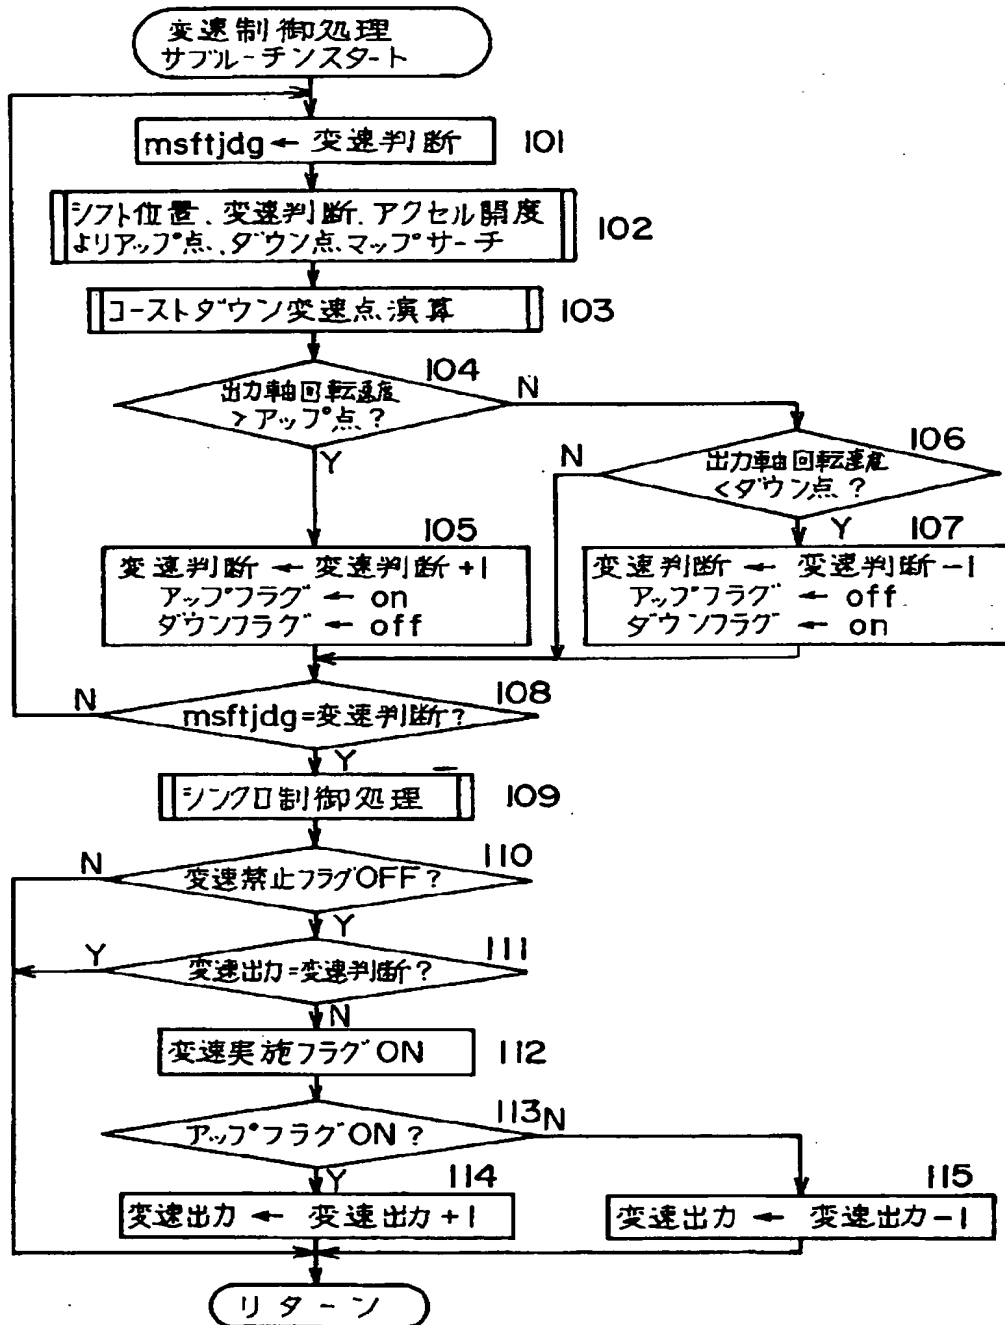 変速制御処理
サブルーチンスタート
msftjdg ← 変速判断
101
シフト位置、変速判断、アクセル開度
よりアップ点、ダウン点マップサーチ
102
コーストダウン変速点演算
103
104
出力軸回転速度
>アップ点?
N
Y
106
出力軸回転速度
<ダウン点?
N
Y
105
変速判断 ← 変速判断+1
アップフラグ ← on
ダウンフラグ ← off
107
変速判断 ← 変速判断-1
アップフラグ ← off
ダウンフラグ ← on
108
N
msftjdg=変速判断?
Y
シンクロ制御処理
109
110
N
変速禁止フラグOFF?
Y
111
Y
変速出力=変速判断?
N
変速実施フラグON
112
113
N
アップフラグON?
Y
114
変速出力 ← 変速出力+1
115
変速出力 ← 変速出力-1
リターン